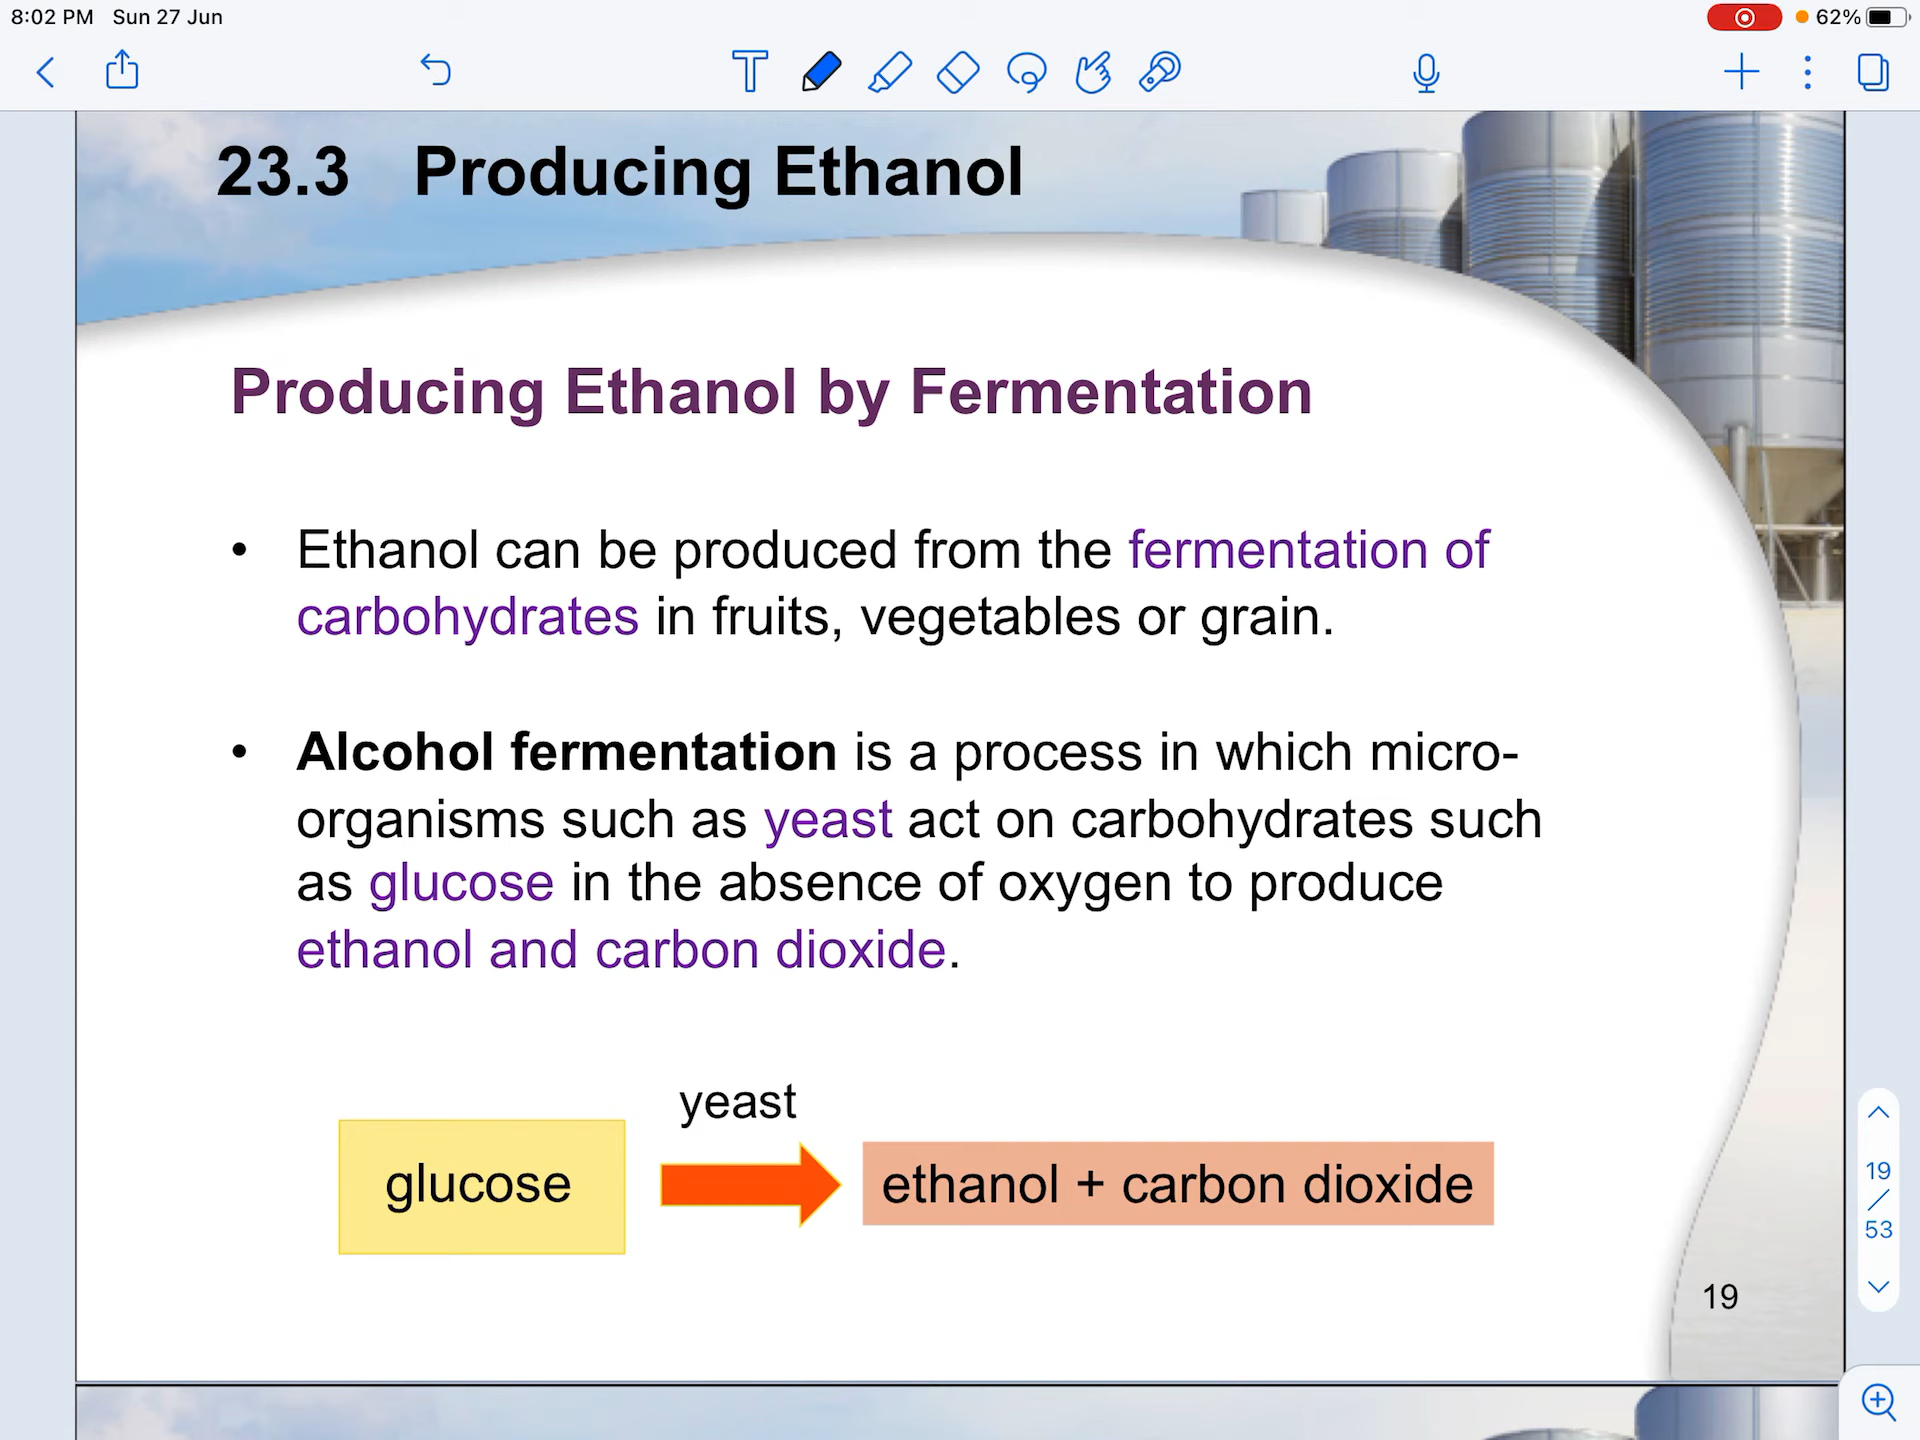 8:02 PM Sun 27 Jun
62%
23.3 Producing Ethanol
Producing Ethanol by Fermentation
• Ethanol can be produced from the fermentation of
carbohydrates in fruits, vegetables or grain.
• Alcohol fermentation is a process in which micro-
organisms such as yeast act on carbohydrates such
as glucose in the absence of oxygen to produce
ethanol and carbon dioxide.
yeast
glucose
ethanol + carbon dioxide
19
/
53
19